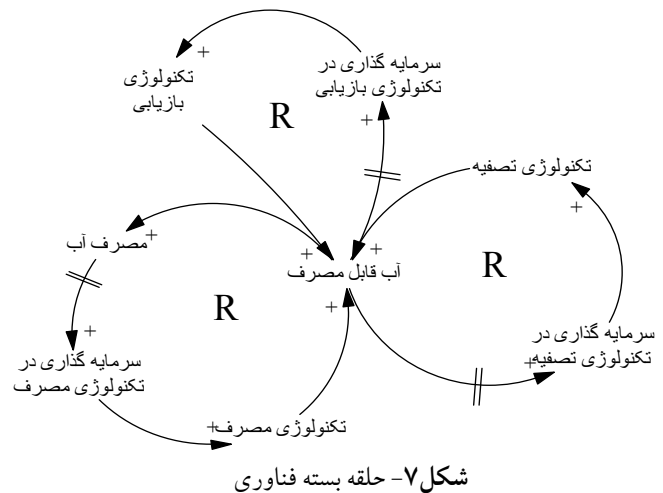 سرمایه گذاری در
تکنولوژی بازیابی
+
+
تکنولوژی
بازیابی
R
+
تکنولوژی تصفیه
+
R
سرمایه گذاری در
تکنولوژی تصفیه
+
+
+
آب قابل مصرف
+
مصرف آب
+
R
+
سرمایه گذاری در
تکنولوژی مصرف
تکنولوژی مصرف
+
شکل۷- حلقه بسته فناوری